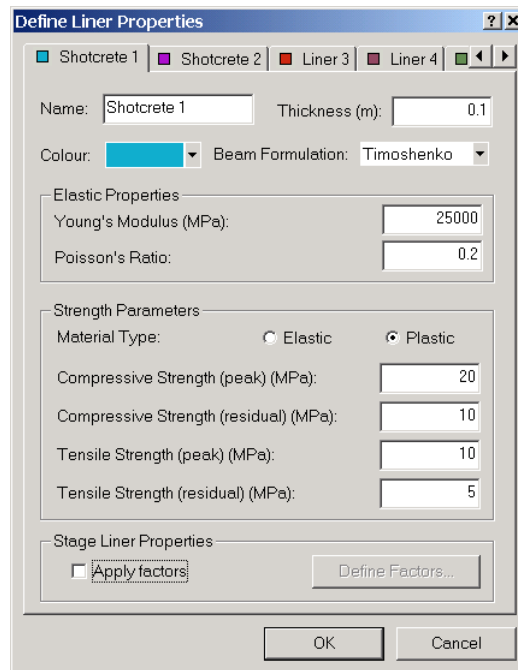 Define Liner Properties ? X
Shotcrete 1 Shotcrete 2 Liner 3 Liner 4
Name: Shotcrete 1 Thickness (m): 0.1
Colour: Beam Formulation: Timoshenko
Elastic Properties
Young's Modulus (MPa): 25000
Poisson's Ratio: 0.2
Strength Parameters
Material Type: Elastic Plastic
Compressive Strength (peak) (MPa): 20
Compressive Strength (residual) (MPa): 10
Tensile Strength (peak) (MPa): 10
Tensile Strength (residual) (MPa): 5
Stage Liner Properties
Apply factors Define Factors...
OK Cancel